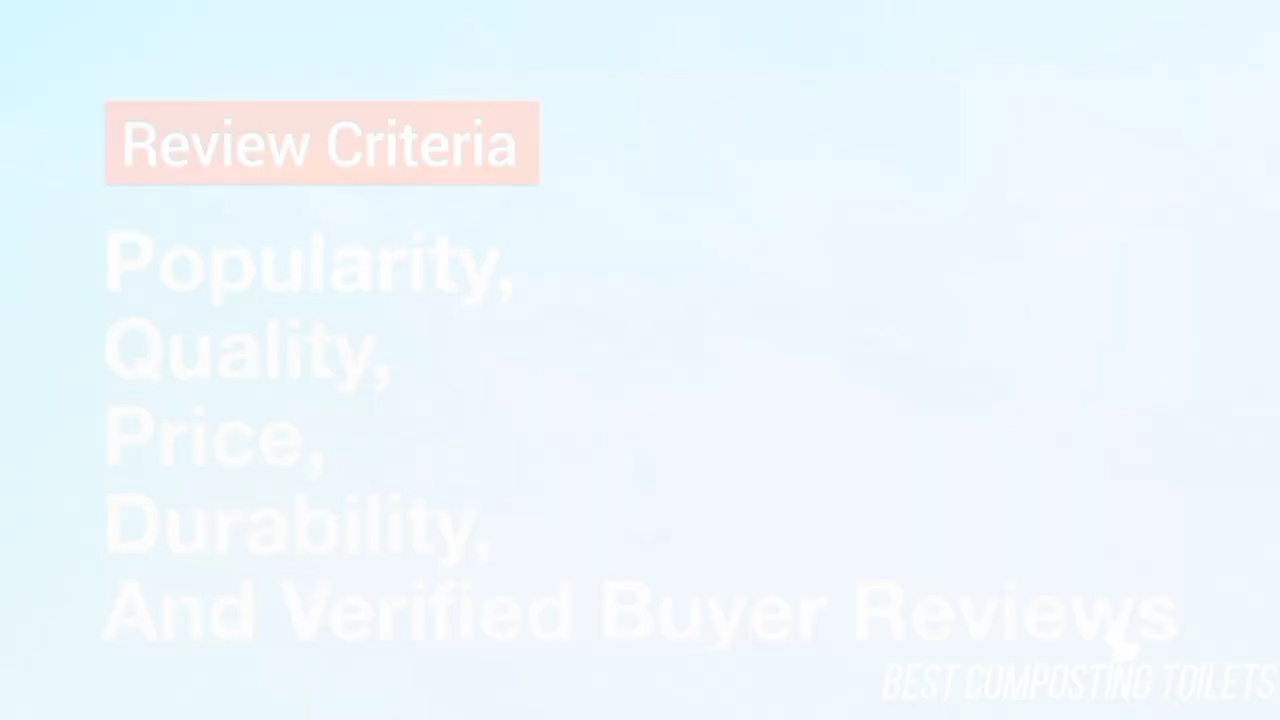 Review Criteria
Popularity,
Quality,
Price,
Durability,
And Verified Buyer Reviews
BEST COMPOSTING TOILETS